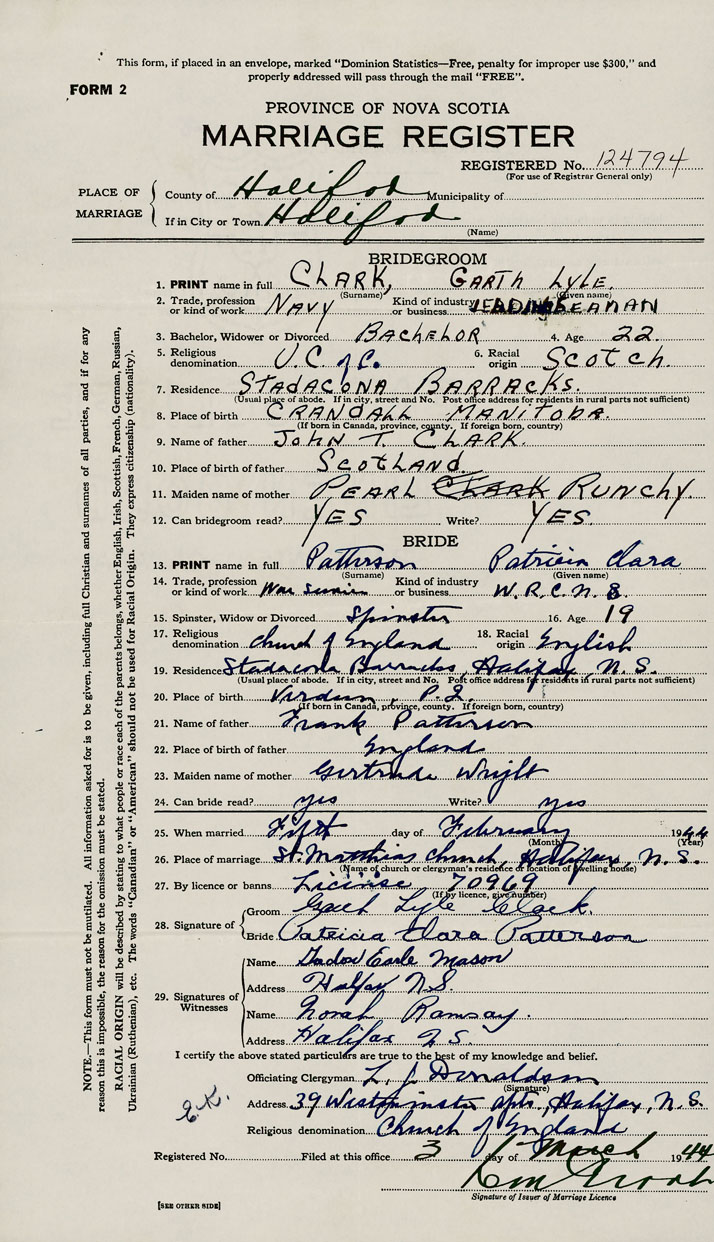 This form, if placed in an envelope, marked "Dominion Statistics—Free, penalty for improper use $300," and
properly addressed will pass through the mail "FREE".
FORM 2
PROVINCE OF NOVA SCOTIA
MARRIAGE REGISTER
REGISTERED No. 124794
(For use of Registrar General only)
PLACE OF MARRIAGE
County of Halifax Municipality of
If in City or Town Halifax
(Name)
BRIDEGROOM
1. PRINT name in full CLARK, GARTH LYLE.
(Surname) (Given name)
2. Trade, profession or kind of work NAVY Kind of industry or business LEADING SEAMAN
3. Bachelor, Widower or Divorced BACHELOR 4. Age 22
5. Religious denomination U.C. of C. 6. Racial origin SCOTCH.
7. Residence STADACONA BARRACKS.
(Usual place of abode. If in city, street and No. Post office address for residents in rural parts not sufficient)
8. Place of birth CRANDALL MANITOBA.
(If born in Canada, province, county. If foreign born, country)
9. Name of father JOHN T. CLARK.
10. Place of birth of father SCOTLAND.
11. Maiden name of mother PEARL CLARK RUNCHY.
12. Can bridegroom read? YES Write? YES.
BRIDE
13. PRINT name in full Patterson Patricia Clara
(Surname) (Given name)
14. Trade, profession or kind of work War Service Kind of industry or business W.R.C.N.S.
15. Spinster, Widow or Divorced Spinster 16. Age 19
17. Religious denomination Church of England 18. Racial origin English
19. Residence Stadacona Barracks, Halifax, N.S.
(Usual place of abode. If in city, street and No. Post office address for residents in rural parts not sufficient)
20. Place of birth Verdun, P.Q.
(If born in Canada, province, county. If foreign born, country)
21. Name of father Frank Patterson
22. Place of birth of father England
23. Maiden name of mother Gertrude Wright
24. Can bride read? yes Write? yes
25. When married Fifth day of February 1944
(Month) (Year)
26. Place of marriage St. Matthias Church, Halifax, N.S.
(Name of church or clergyman's residence or location of dwelling house)
27. By licence or banns License 70969
(If by licence, give number)
28. Signature of
Groom Garth Lyle Clark.
Bride Patricia Clara Patterson
29. Signatures of Witnesses
Name Earle Mason
Address Halifax N.S.
Name Norah Ramsay.
Address Halifax N.S.
I certify the above stated particulars are true to the best of my knowledge and belief.
Officiating Clergyman L. J. Donaldson
(Signature)
Address 39 Westminster Apts., Halifax, N.S.
Religious denomination Church of England
Registered No. Filed at this office 3 day of March 1944
Signature of Issuer of Marriage Licence
[SEE OTHER SIDE]
NOTE.—This form must not be mutilated. All information asked for is to be given, including full Christian and surnames of all parties, and if for any
reason this is impossible, the reason for the omission must be stated.
RACIAL ORIGIN will be described by stating to what people or race each of the parents belongs, whether English, Irish, Scottish, French, German, Russian,
Ukrainian (Ruthenian), etc. The words "Canadian" or "American" should not be used for Racial Origin. They express citizenship (nationality).